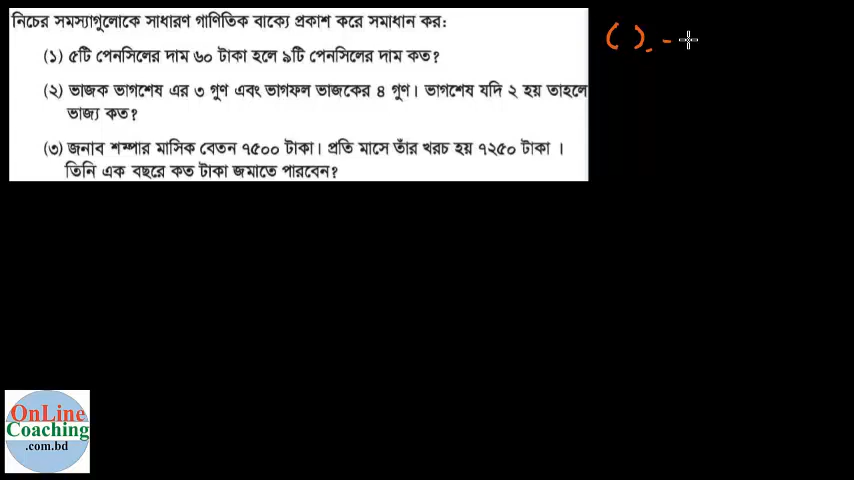 নিচের সমস্যাগুলোকে সাধারণ গাণিতিক বাক্যে প্রকাশ করে সমাধান কর:
(১) ৫টি পেনসিলের দাম ৬০ টাকা হলে ৯টি পেনসিলের দাম কত?
(২) ভাজক ভাগশেষ এর ৩ গুণ এবং ভাগফল ভাজকের ৪ গুণ। ভাগশেষ যদি ২ হয় তাহলে
ভাজ্য কত?
(৩) জনাব শম্পার মাসিক বেতন ৭৫০০ টাকা। প্রতি মাসে তাঁর খরচ হয় ৭২৫০ টাকা ।
তিনি এক বছরে কত টাকা জমাতে পারবেন?
( ). -
OnLine
Coaching
.com.bd